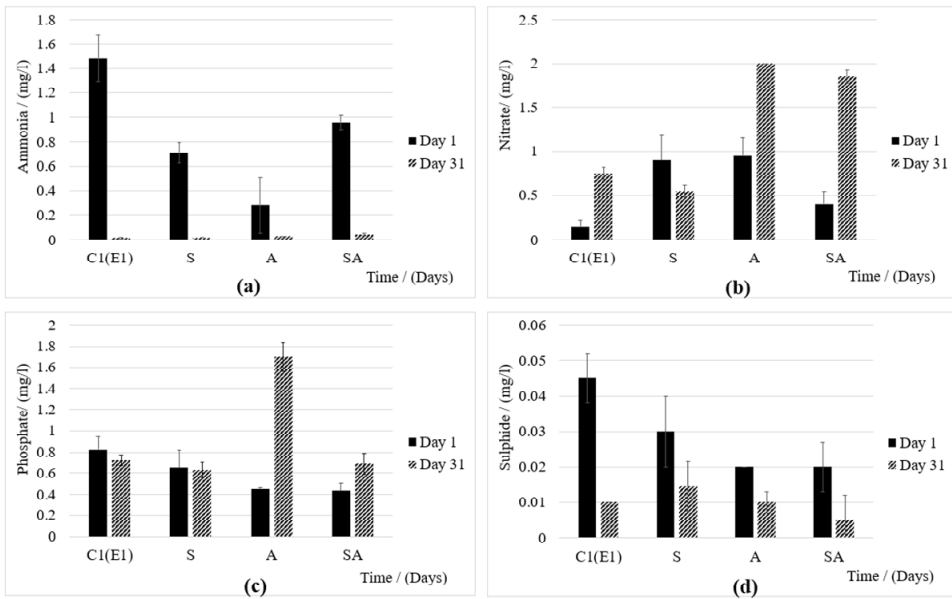 1.8
1.6
1.4
1.2
1
0.8
0.6
0.4
0.2
0
Ammonia / (mg/l)
C1(E1) S A SA
Time / (Days)
Day 1
Day 31
(a)
2.5
2
1.5
1
0.5
0
Nitrate/ (mg/l)
C1(E1) S A SA
Time / (Days)
Day 1
Day 31
(b)
2
1.8
1.6
1.4
1.2
1
0.8
0.6
0.4
0.2
0
Phosphate/ (mg/l)
C1(E1) S A SA
Time / (Days)
Day 1
Day 31
(c)
0.06
0.05
0.04
0.03
0.02
0.01
0
Sulphide / (mg/l)
C1(E1) S A SA
Time / (Days)
Day 1
Day 31
(d)